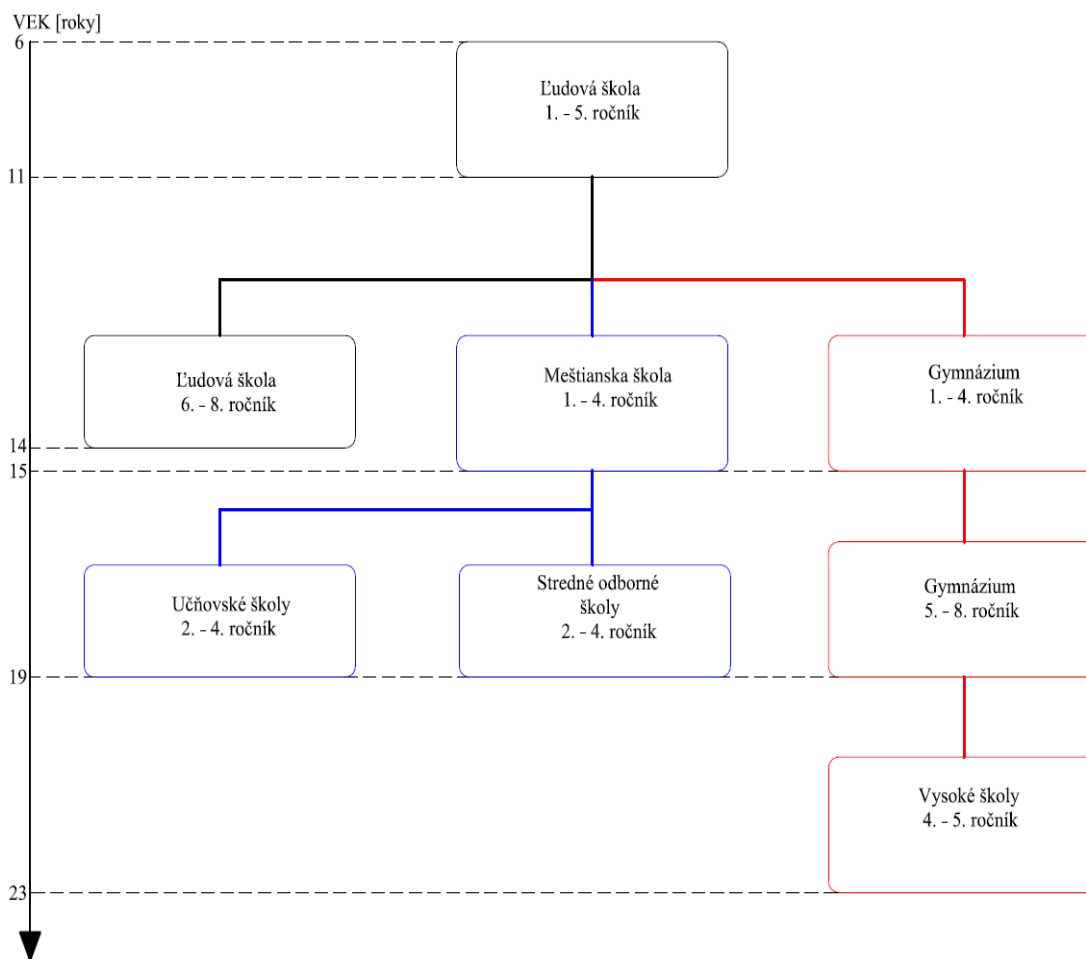 VEK [roky]
6
Ľudová škola
1. - 5. ročník
11
Ľudová škola
6. - 8. ročník
Meštianska škola
1. - 4. ročník
Gymnázium
1. - 4. ročník
14
15
Učňovské školy
2. - 4. ročník
Stredné odborné
školy
2. - 4. ročník
Gymnázium
5. - 8. ročník
19
Vysoké školy
4. - 5. ročník
23